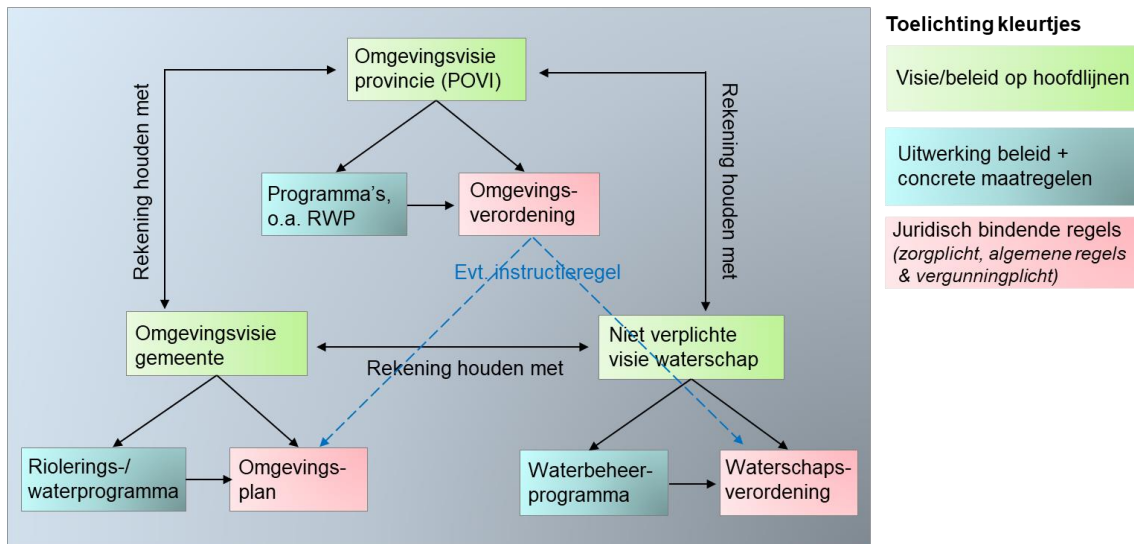 Toelichting kleurtjes
Omgevingsvisie
provincie (POVI)
Visie/beleid op hoofdlijnen
Rekening houden met
Rekening houden met
Uitwerking beleid +
concrete maatregelen
Programma's,
o.a. RWP
Omgevings-
verordening
Juridisch bindende regels
(zorgplicht, algemene regels
& vergunningplicht)
Evt. instructieregel
Omgevingsvisie
gemeente
Niet verplichte
visie waterschap
Rekening houden met
Riolerings-/
waterprogramma
Omgevings-
plan
Waterbeheer-
programma
Waterschaps-
verordening